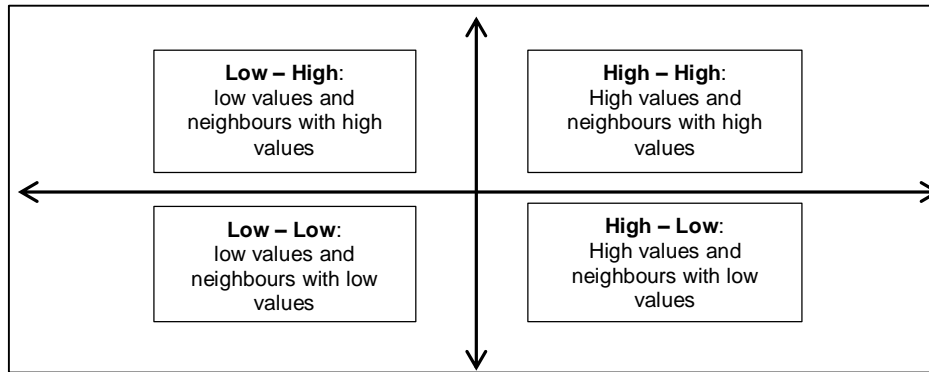 Low – High:
low values and
neighbours with high
values
High – High:
High values and
neighbours with high
values
Low – Low:
low values and
neighbours with low
values
High – Low:
High values and
neighbours with low
values